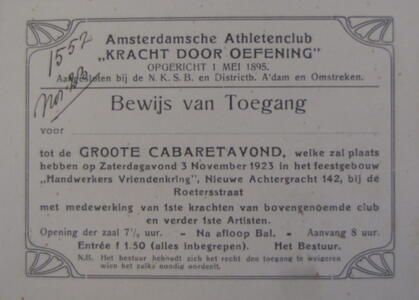 1552
Amsterdamsche Athletenclub
„KRACHT DOOR OEFENING"
OPGERICHT 1 MEI 1895.
Aangesloten bij de N. K. S. B. en Districtb. A'dam en Omstreken.
Bewijs van Toegang
voor
tot de GROOTE CABARETAVOND, welke zal plaats
hebben op Zaterdagavond 3 November 1923 in het feestgebouw
„Handwerkers Vriendenkring", Nieuwe Achtergracht 142, bij de
Roetersstraat
met medewerking van 1ste krachten van bovengenoemde club
en verder 1ste Artisten.
Opening der zaal 7½ uur. - Na afloop Bal. - Aanvang 8 uur.
Entrée f 1.50 (alles inbegrepen). Het Bestuur.
N.B. Het bestuur behoudt zich het recht den toegang te weigeren
wien het zulks noodig oordeelt.